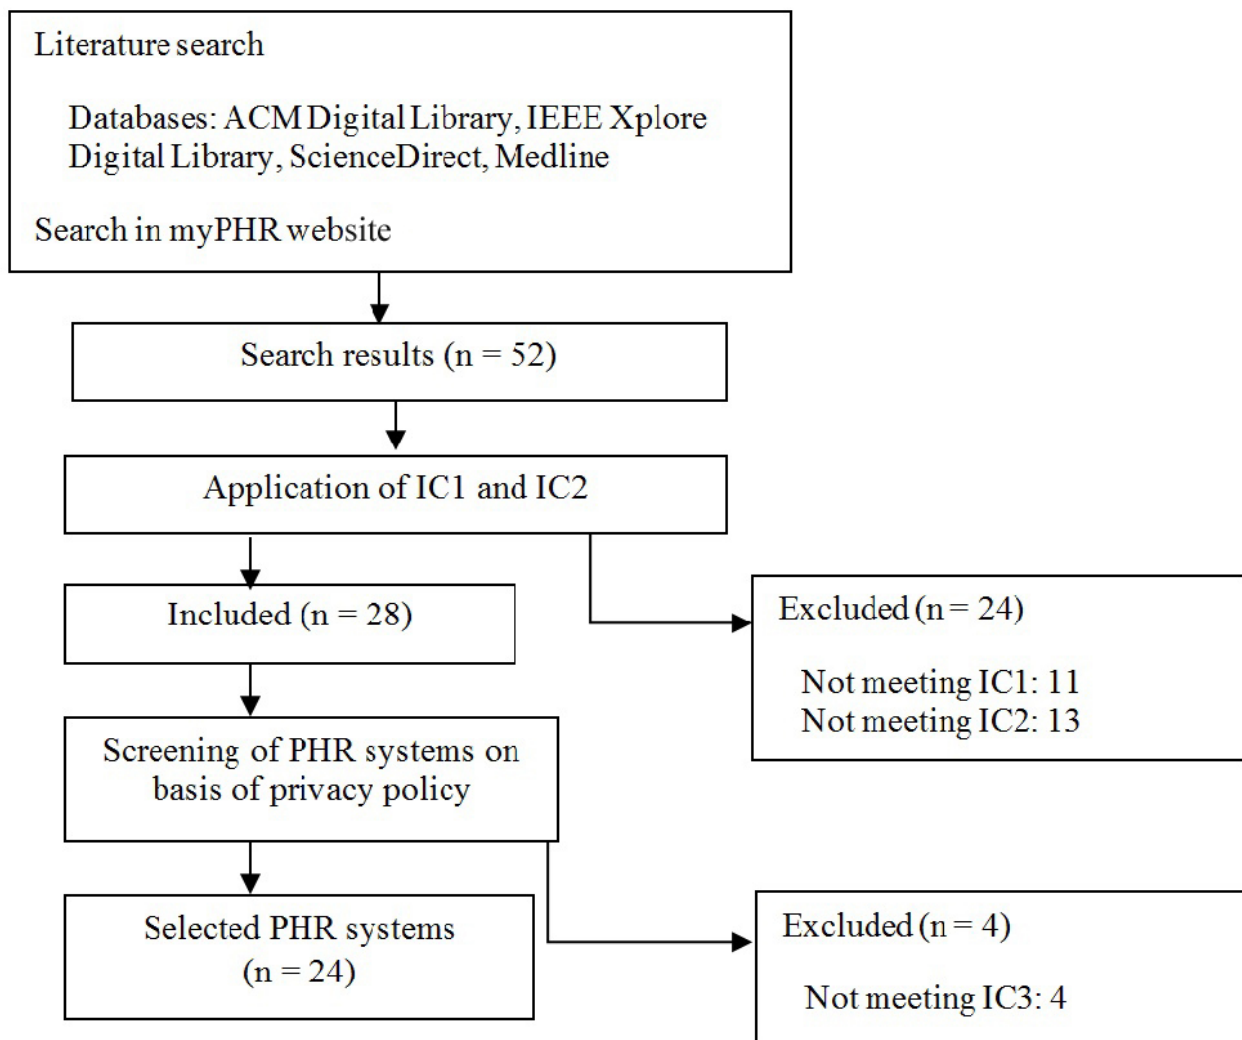 Literature search
Databases: ACM Digital Library, IEEE Xplore
Digital Library, ScienceDirect, Medline
Search in myPHR website
Search results (n = 52)
Application of IC1 and IC2
Included (n = 28)
Excluded (n = 24)
Not meeting IC1: 11
Not meeting IC2: 13
Screening of PHR systems on
basis of privacy policy
Selected PHR systems
(n = 24)
Excluded (n = 4)
Not meeting IC3: 4